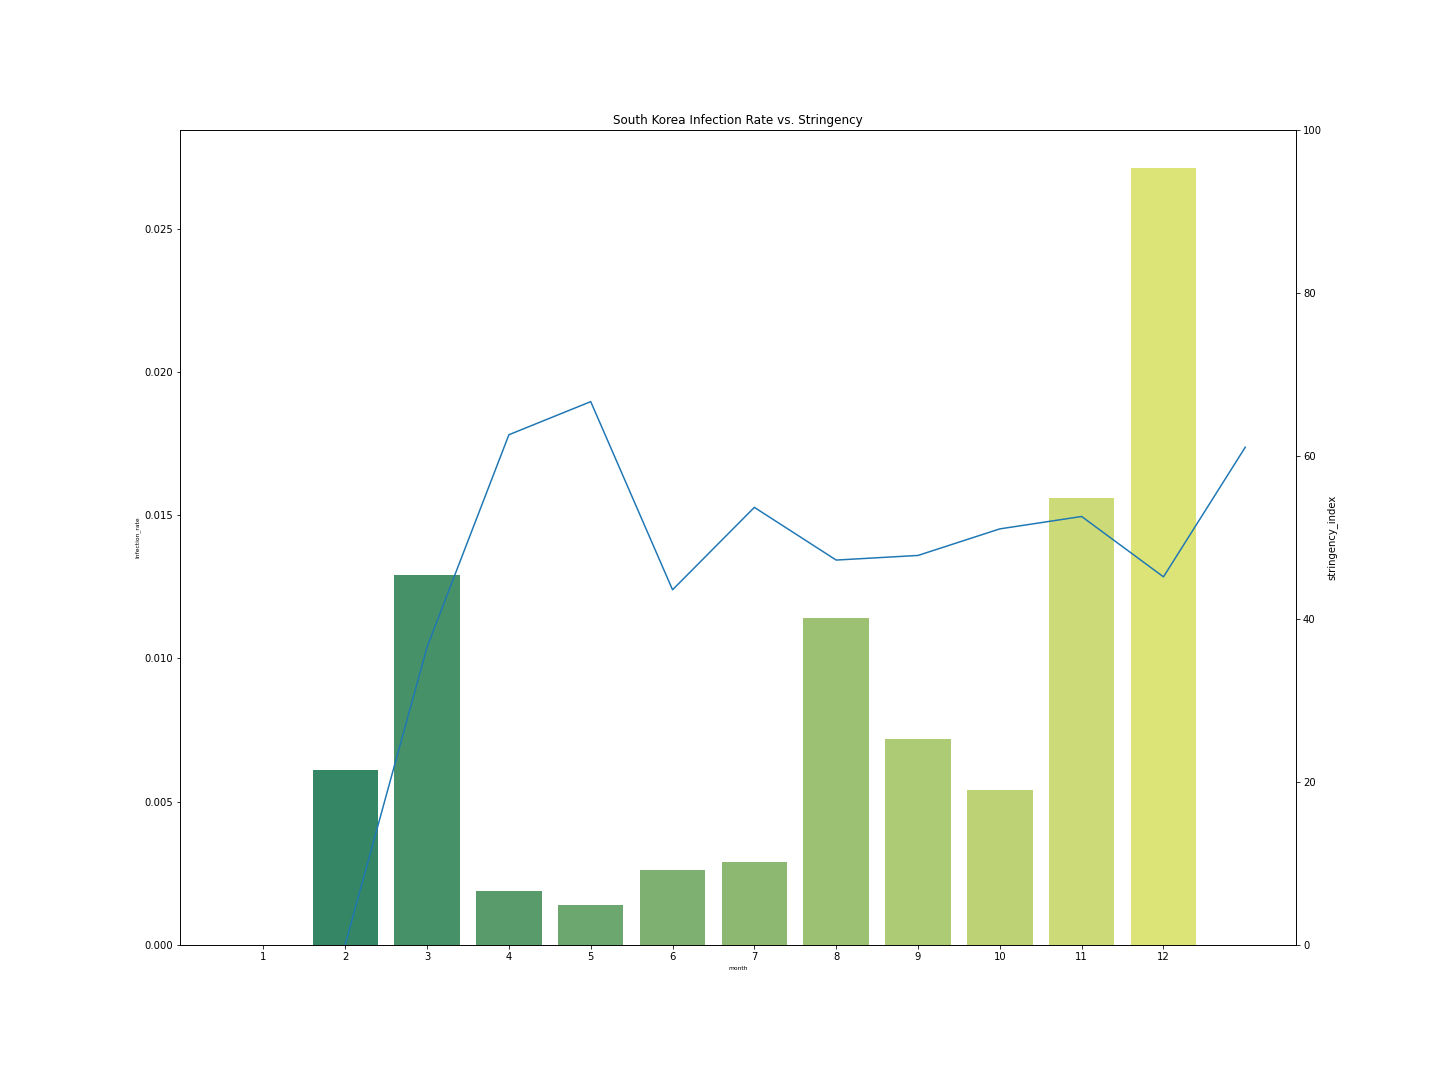 South Korea Infection Rate vs. Stringency
0.025
0.020
0.015
0.010
0.005
0.000
Infection_rate
100
80
60
40
20
0
stringency_index
1 2 3 4 5 6 7 8 9 10 11 12
month